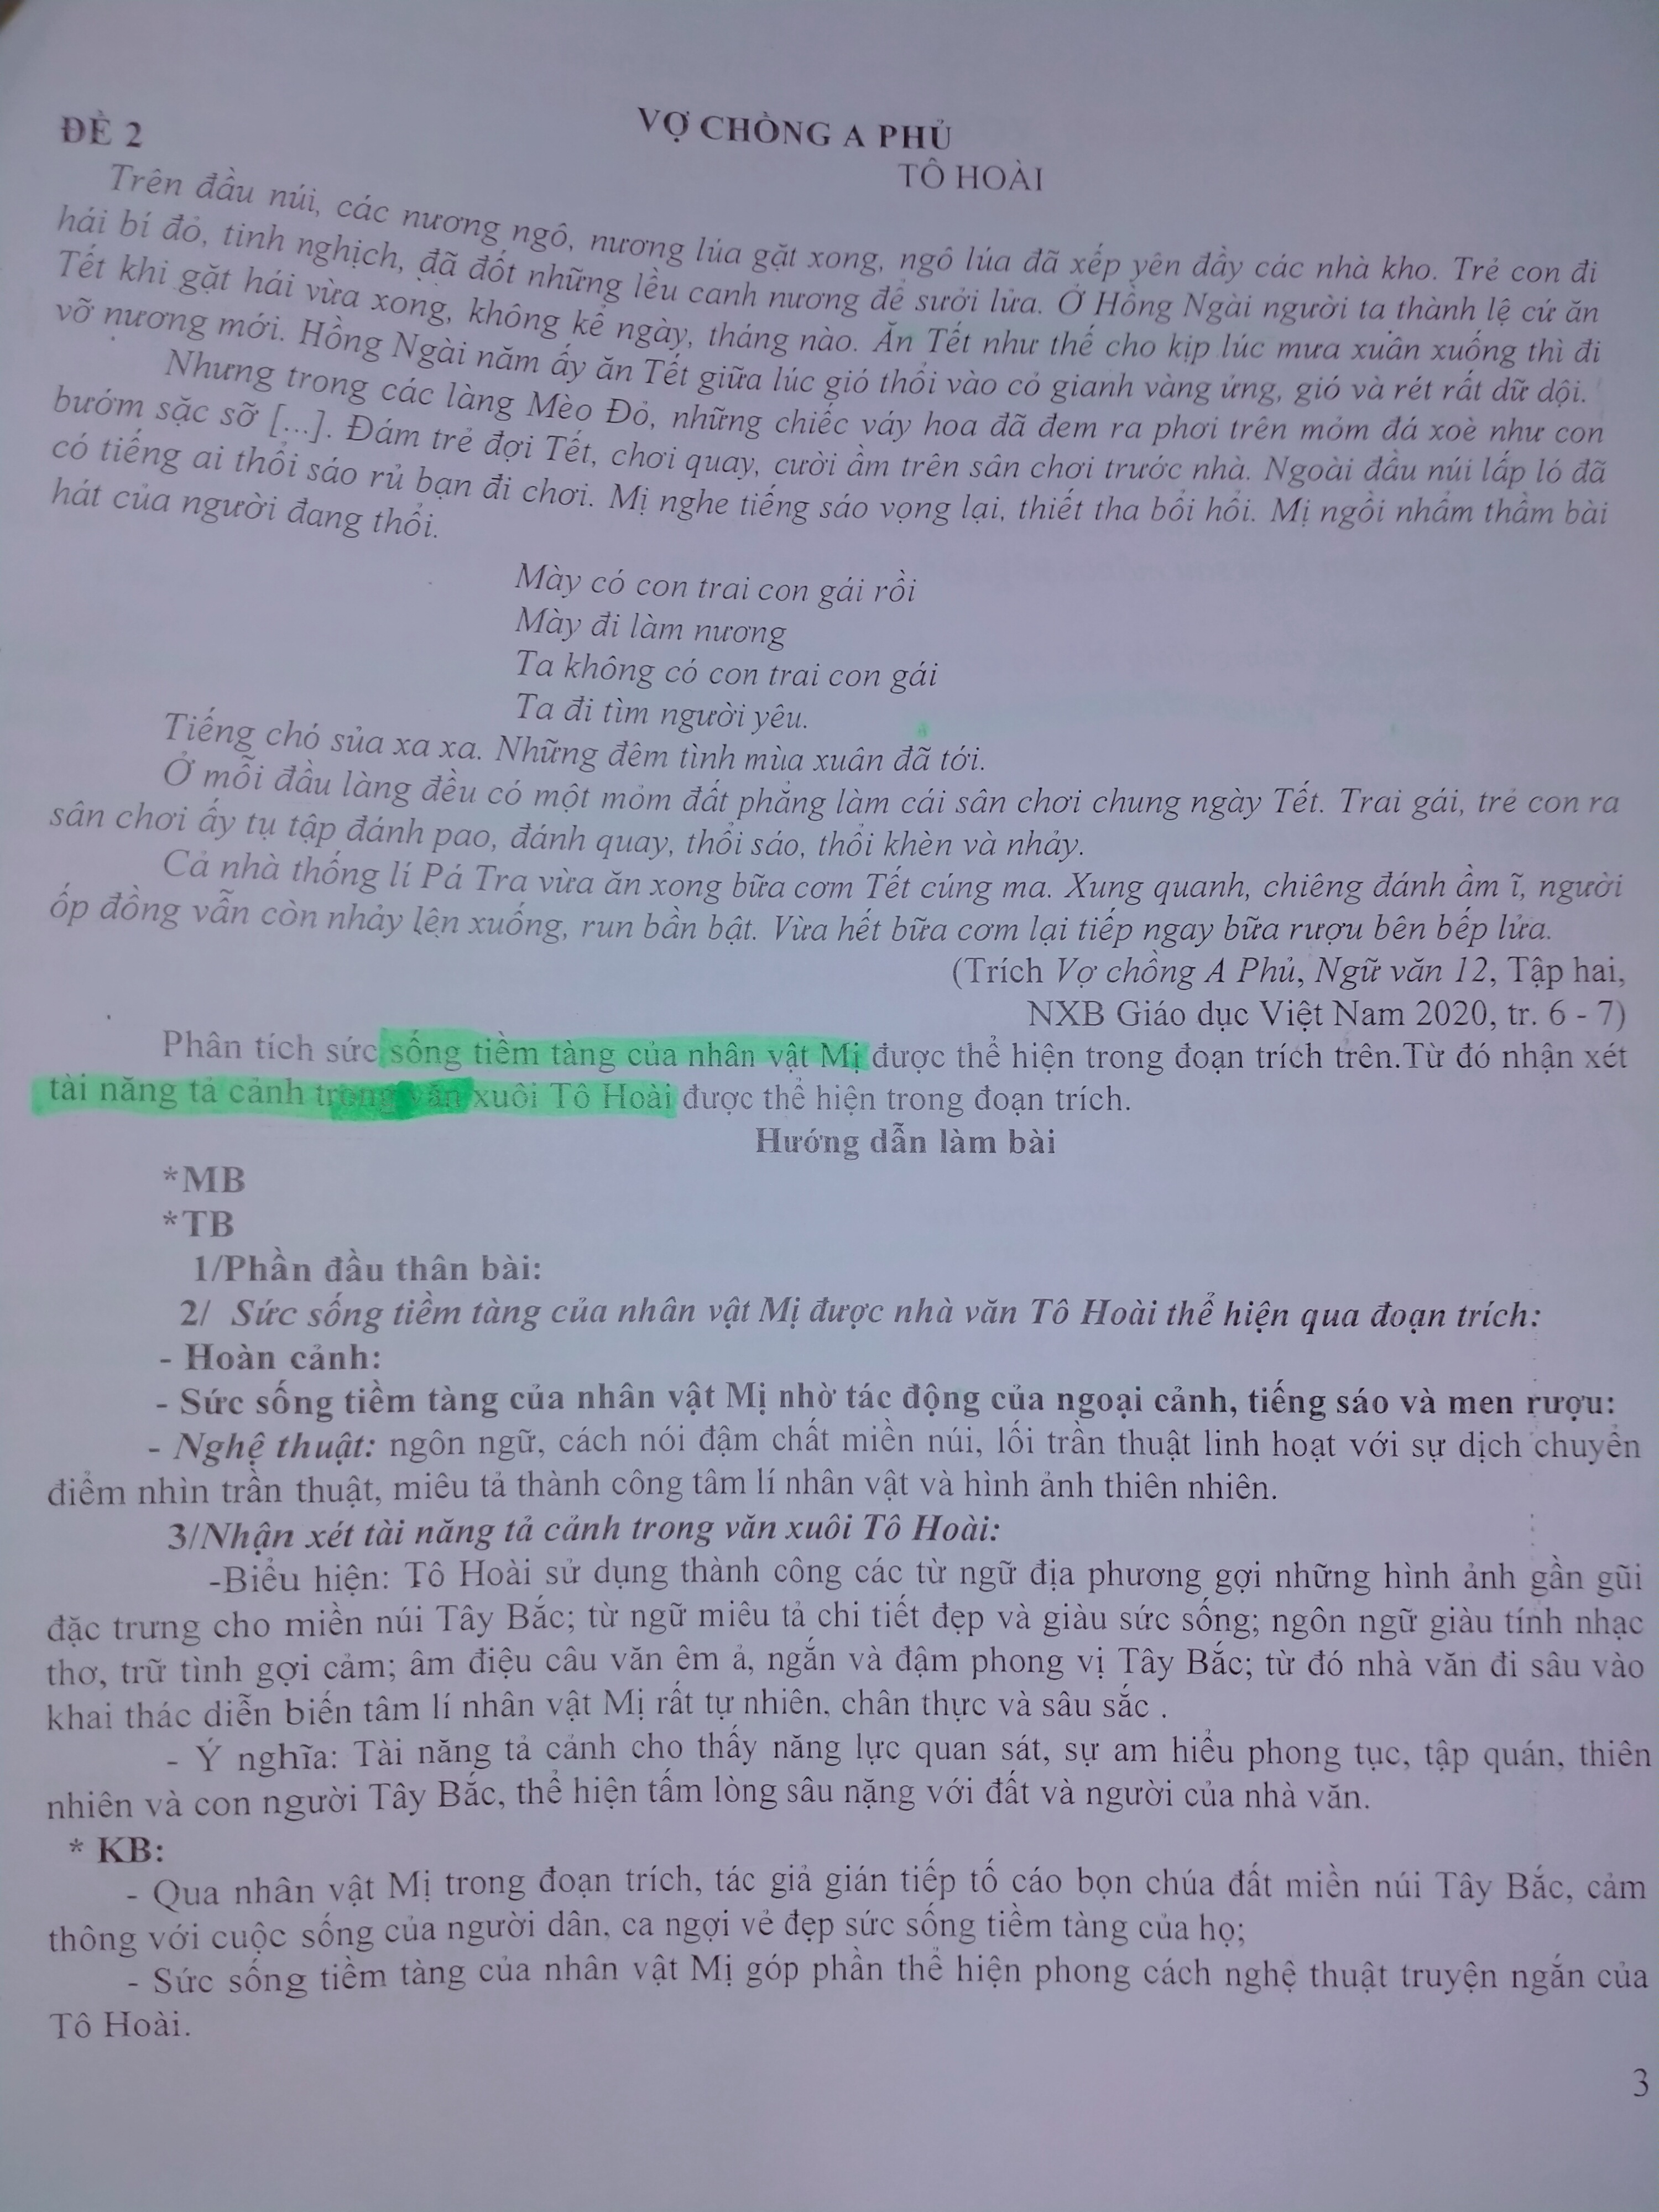 ĐỀ 2
VỢ CHỒNG A PHỦ
TÔ HOÀI
Trên đầu núi, các nương ngô, nương lúa gặt xong, ngô lúa đã xếp yên đầy các nhà kho. Trẻ con đi
hái bí đỏ, tinh nghịch, đã đốt những lều canh nương để sưởi lửa. Ở Hồng Ngài người ta thành lệ cứ ăn
Tết khi gặt hái vừa xong, không kể ngày, tháng nào. Ăn Tết như thế cho kịp lúc mưa xuân xuống thì đi
vỡ nương mới. Hồng Ngài năm ấy ăn Tết giữa lúc gió thổi vào cỏ gianh vàng ửng, gió và rét rất dữ dội.
Nhưng trong các làng Mèo Đỏ, những chiếc váy hoa đã đem ra phơi trên mỏm đá xoè như con
bướm sặc sỡ [...]. Đám trẻ đợi Tết, chơi quay, cười ầm trên sân chơi trước nhà. Ngoài đầu núi lấp ló đã
có tiếng ai thổi sáo rủ bạn đi chơi. Mị nghe tiếng sáo vọng lại, thiết tha bổi hổi. Mị ngồi nhẩm thầm bài
hát của người đang thổi.
Mày có con trai con gái rồi
Mày đi làm nương
Ta không có con trai con gái
Ta đi tìm người yêu.
Tiếng chó sủa xa xa. Những đêm tình mùa xuân đã tới.
Ở mỗi đầu làng đều có một mỏm đất phẳng làm cái sân chơi chung ngày Tết. Trai gái, trẻ con ra
sân chơi ấy tụ tập đánh pao, đánh quay, thổi sáo, thổi khèn và nhảy.
Cả nhà thống lí Pá Tra vừa ăn xong bữa cơm Tết cúng ma. Xung quanh, chiêng đánh ầm ĩ, người
ốp đồng vẫn còn nhảy lên xuống, run bần bật. Vừa hết bữa cơm lại tiếp ngay bữa rượu bên bếp lửa.
(Trích Vợ chồng A Phủ, Ngữ văn 12, Tập hai,
NXB Giáo dục Việt Nam 2020, tr. 6 - 7)
Phân tích sức sống tiềm tàng của nhân vật Mị được thể hiện trong đoạn trích trên.Từ đó nhận xét
tài năng tả cảnh trong văn xuôi Tô Hoài được thể hiện trong đoạn trích.
Hướng dẫn làm bài
*MB
*TB
1/Phần đầu thân bài:
2/ Sức sống tiềm tàng của nhân vật Mị được nhà văn Tô Hoài thể hiện qua đoạn trích:
- Hoàn cảnh:
- Sức sống tiềm tàng của nhân vật Mị nhờ tác động của ngoại cảnh, tiếng sáo và men rượu:
- Nghệ thuật: ngôn ngữ, cách nói đậm chất miền núi, lối trần thuật linh hoạt với sự dịch chuyển
điểm nhìn trần thuật, miêu tả thành công tâm lí nhân vật và hình ảnh thiên nhiên.
3/Nhận xét tài năng tả cảnh trong văn xuôi Tô Hoài:
-Biểu hiện: Tô Hoài sử dụng thành công các từ ngữ địa phương gợi những hình ảnh gần gũi
đặc trưng cho miền núi Tây Bắc; từ ngữ miêu tả chi tiết đẹp và giàu sức sống; ngôn ngữ giàu tính nhạc
thơ, trữ tình gợi cảm; âm điệu câu văn êm ả, ngắn và đậm phong vị Tây Bắc; từ đó nhà văn đi sâu vào
khai thác diễn biến tâm lí nhân vật Mị rất tự nhiên, chân thực và sâu sắc .
- Ý nghĩa: Tài năng tả cảnh cho thấy năng lực quan sát, sự am hiểu phong tục, tập quán, thiên
nhiên và con người Tây Bắc, thể hiện tấm lòng sâu nặng với đất và người của nhà văn.
* KB:
- Qua nhân vật Mị trong đoạn trích, tác giả gián tiếp tố cáo bọn chúa đất miền núi Tây Bắc, cảm
thông với cuộc sống của người dân, ca ngợi vẻ đẹp sức sống tiềm tàng của họ;
- Sức sống tiềm tàng của nhân vật Mị góp phần thể hiện phong cách nghệ thuật truyện ngắn của
Tô Hoài.
3